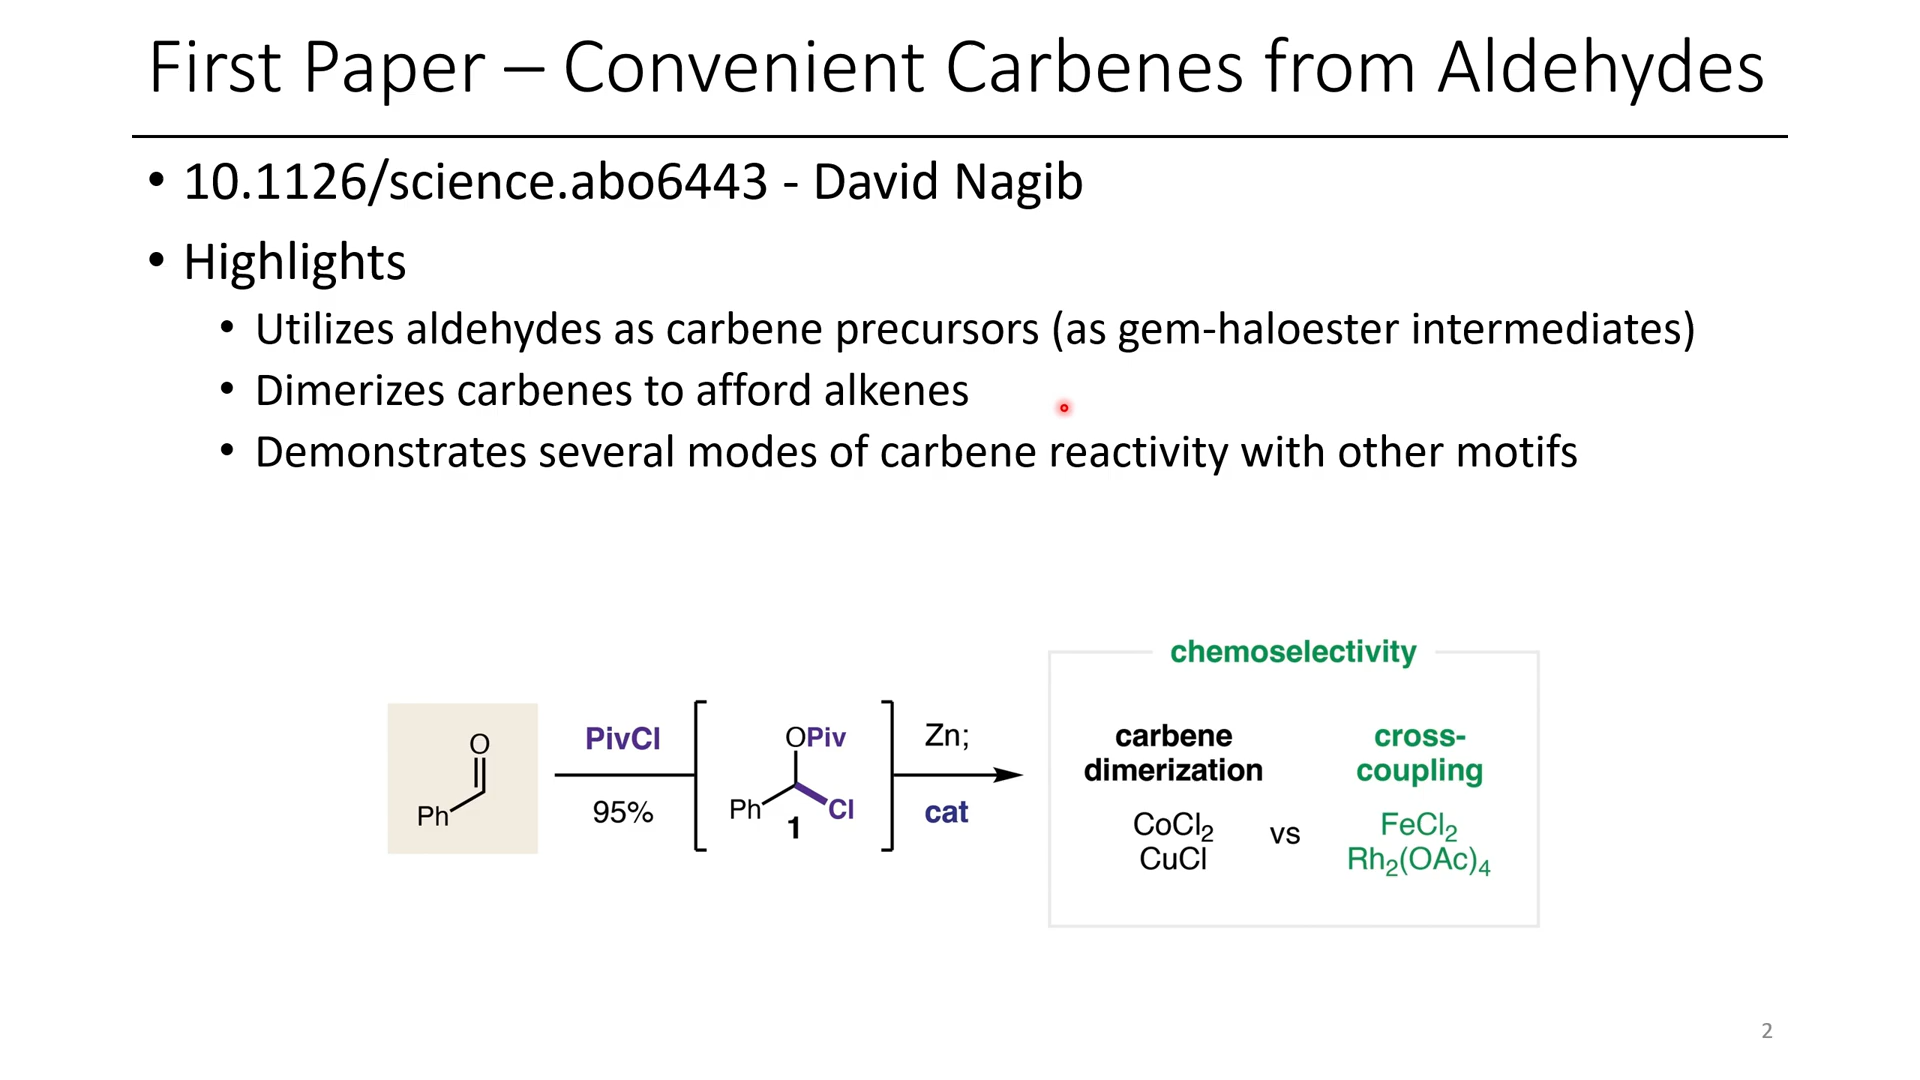 First Paper – Convenient Carbenes from Aldehydes
• 10.1126/science.abo6443 - David Nagib
• Highlights
• Utilizes aldehydes as carbene precursors (as gem-haloester intermediates)
• Dimerizes carbenes to afford alkenes
• Demonstrates several modes of carbene reactivity with other motifs
O
Ph
PivCl
95%
OPiv
Ph
Cl
1
Zn;
cat
chemoselectivity
carbene
dimerization
CoCl₂
CuCl
vs
cross-
coupling
FeCl₂
Rh₂(OAc)₄
2